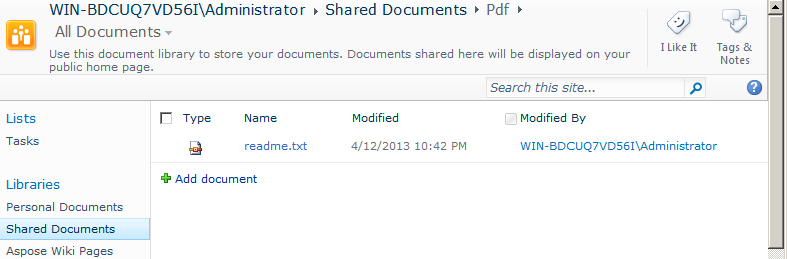 WIN-BDCUQ7VD56I\Administrator Shared Documents Pdf
All Documents
Use this document library to store your documents. Documents shared here will be displayed on your
public home page.
I Like It
Tags &
Notes
Search this site...
Lists
Tasks
Libraries
Personal Documents
Shared Documents
Aspose Wiki Pages
Type Name Modified Modified By
readme.txt 4/12/2013 10:42 PM WIN-BDCUQ7VD56I\Administrator
Add document